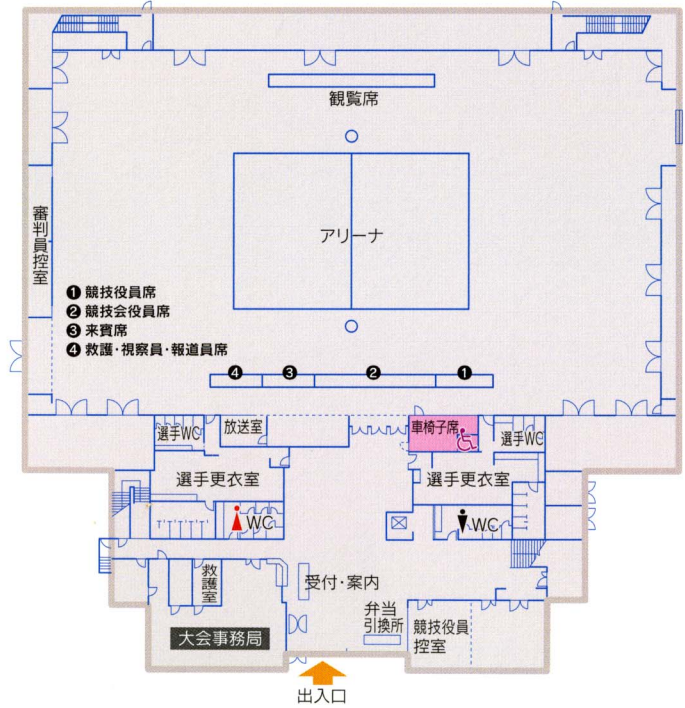 観覧席
アリーナ
審判員控室
❶ 競技役員席
❷ 競技会役員席
❸ 来賓席
❹ 救護・視察員・報道員席
❹ ❸ ❷ ❶
選手WC
放送室
車椅子席
選手WC
選手更衣室
選手更衣室
WC
WC
救護室
受付・案内
大会事務局
弁当
引換所
競技役員
控室
出入口